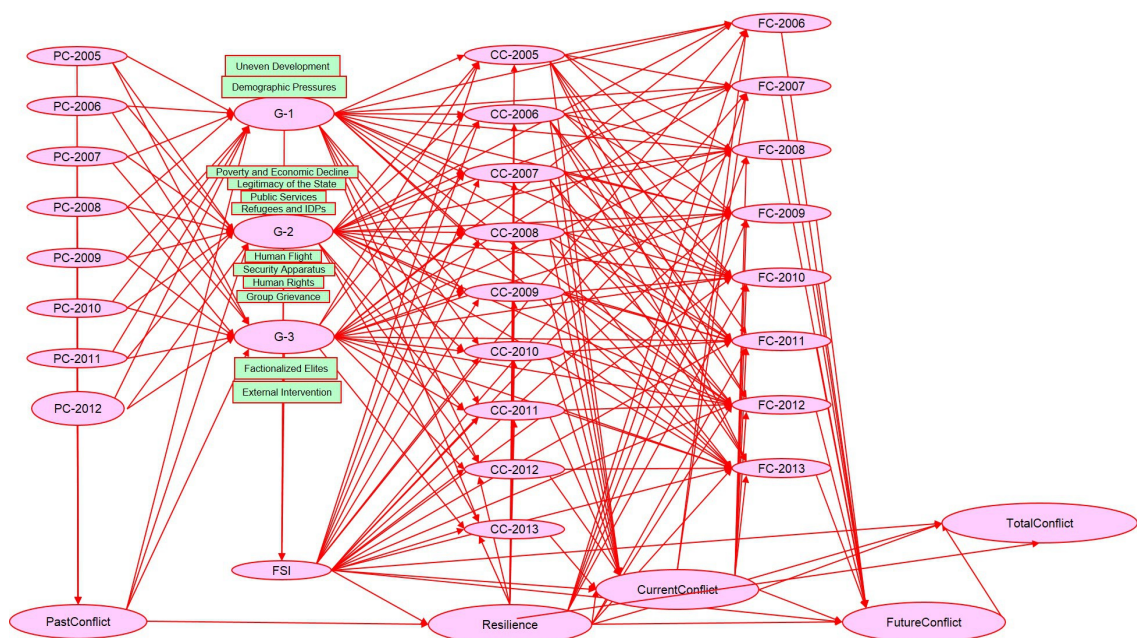 PC-2005
PC-2006
PC-2007
PC-2008
PC-2009
PC-2010
PC-2011
PC-2012
PastConflict
Uneven Development
Demographic Pressures
G-1
Poverty and Economic Decline
Legitimacy of the State
Public Services
Refugees and IDPs
G-2
Human Flight
Security Apparatus
Human Rights
Group Grievance
G-3
Factionalized Elites
External Intervention
FSI
CC-2005
CC-2006
CC-2007
CC-2008
CC-2009
CC-2010
CC-2011
CC-2012
CC-2013
Resilience
CurrentConflict
FC-2006
FC-2007
FC-2008
FC-2009
FC-2010
FC-2011
FC-2012
FC-2013
FutureConflict
TotalConflict